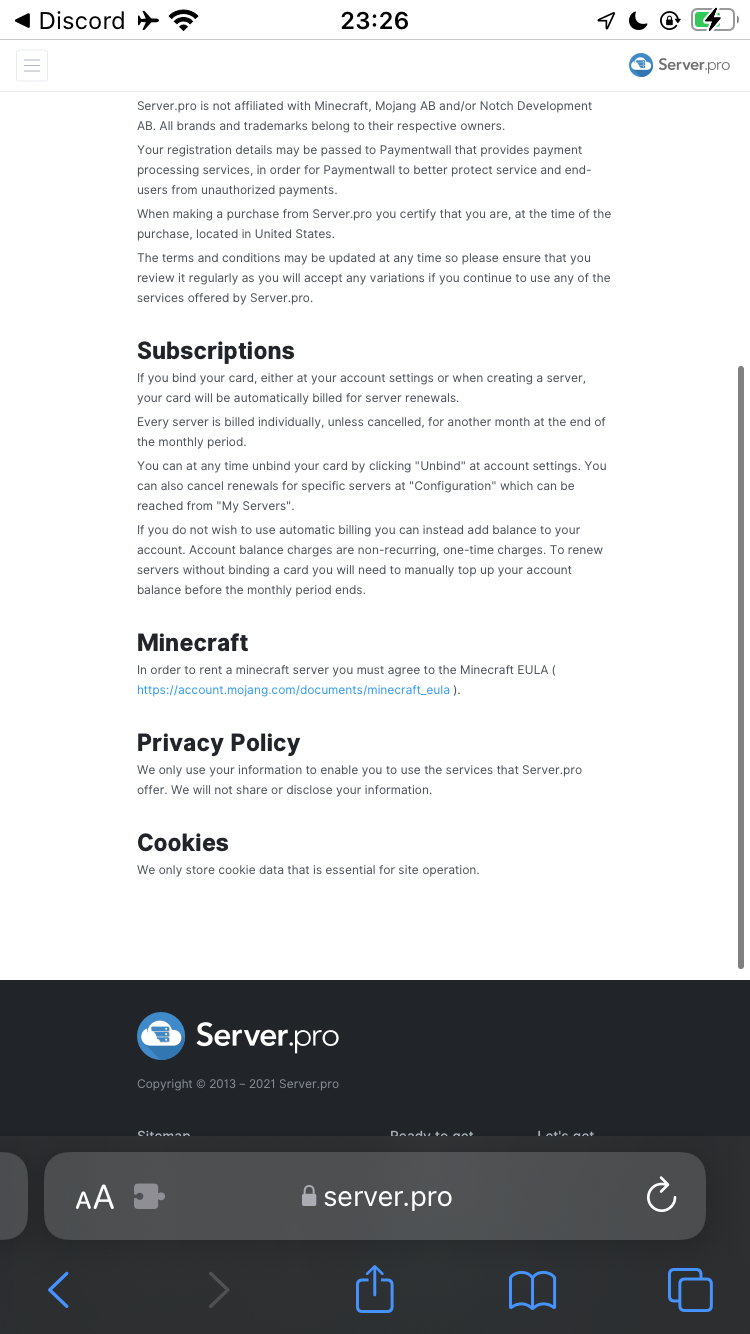 Discord
23:26
Server.pro
Server.pro is not affiliated with Minecraft, Mojang AB and/or Notch Development
AB. All brands and trademarks belong to their respective owners.
Your registration details may be passed to Paymentwall that provides payment
processing services, in order for Paymentwall to better protect service and end-
users from unauthorized payments.
When making a purchase from Server.pro you certify that you are, at the time of the
purchase, located in United States.
The terms and conditions may be updated at any time so please ensure that you
review it regularly as you will accept any variations if you continue to use any of the
services offered by Server.pro.
Subscriptions
If you bind your card, either at your account settings or when creating a server,
your card will be automatically billed for server renewals.
Every server is billed individually, unless cancelled, for another month at the end of
the monthly period.
You can at any time unbind your card by clicking "Unbind" at account settings. You
can also cancel renewals for specific servers at "Configuration" which can be
reached from "My Servers".
If you do not wish to use automatic billing you can instead add balance to your
account. Account balance charges are non-recurring, one-time charges. To renew
servers without binding a card you will need to manually top up your account
balance before the monthly period ends.
Minecraft
In order to rent a minecraft server you must agree to the Minecraft EULA (
https://account.mojang.com/documents/minecraft_eula ).
Privacy Policy
We only use your information to enable you to use the services that Server.pro
offer. We will not share or disclose your information.
Cookies
We only store cookie data that is essential for site operation.
Server.pro
Copyright © 2013 – 2021 Server.pro
Sitemap Ready to get Let's get
AA server.pro